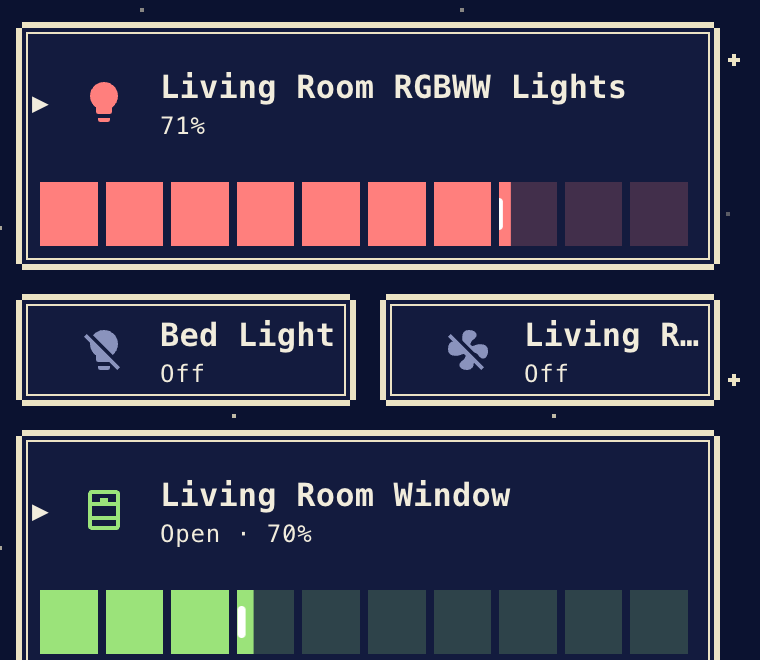 Living Room RGBWW Lights
71%
Bed Light
Off
Living R…
Off
Living Room Window
Open · 70%